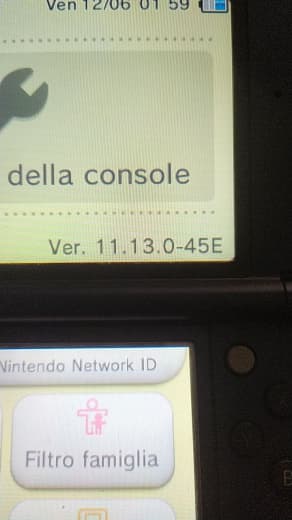 Ven 12/06 01 59
della console
Ver. 11.13.0-45E
Nintendo Network ID
Filtro famiglia
B